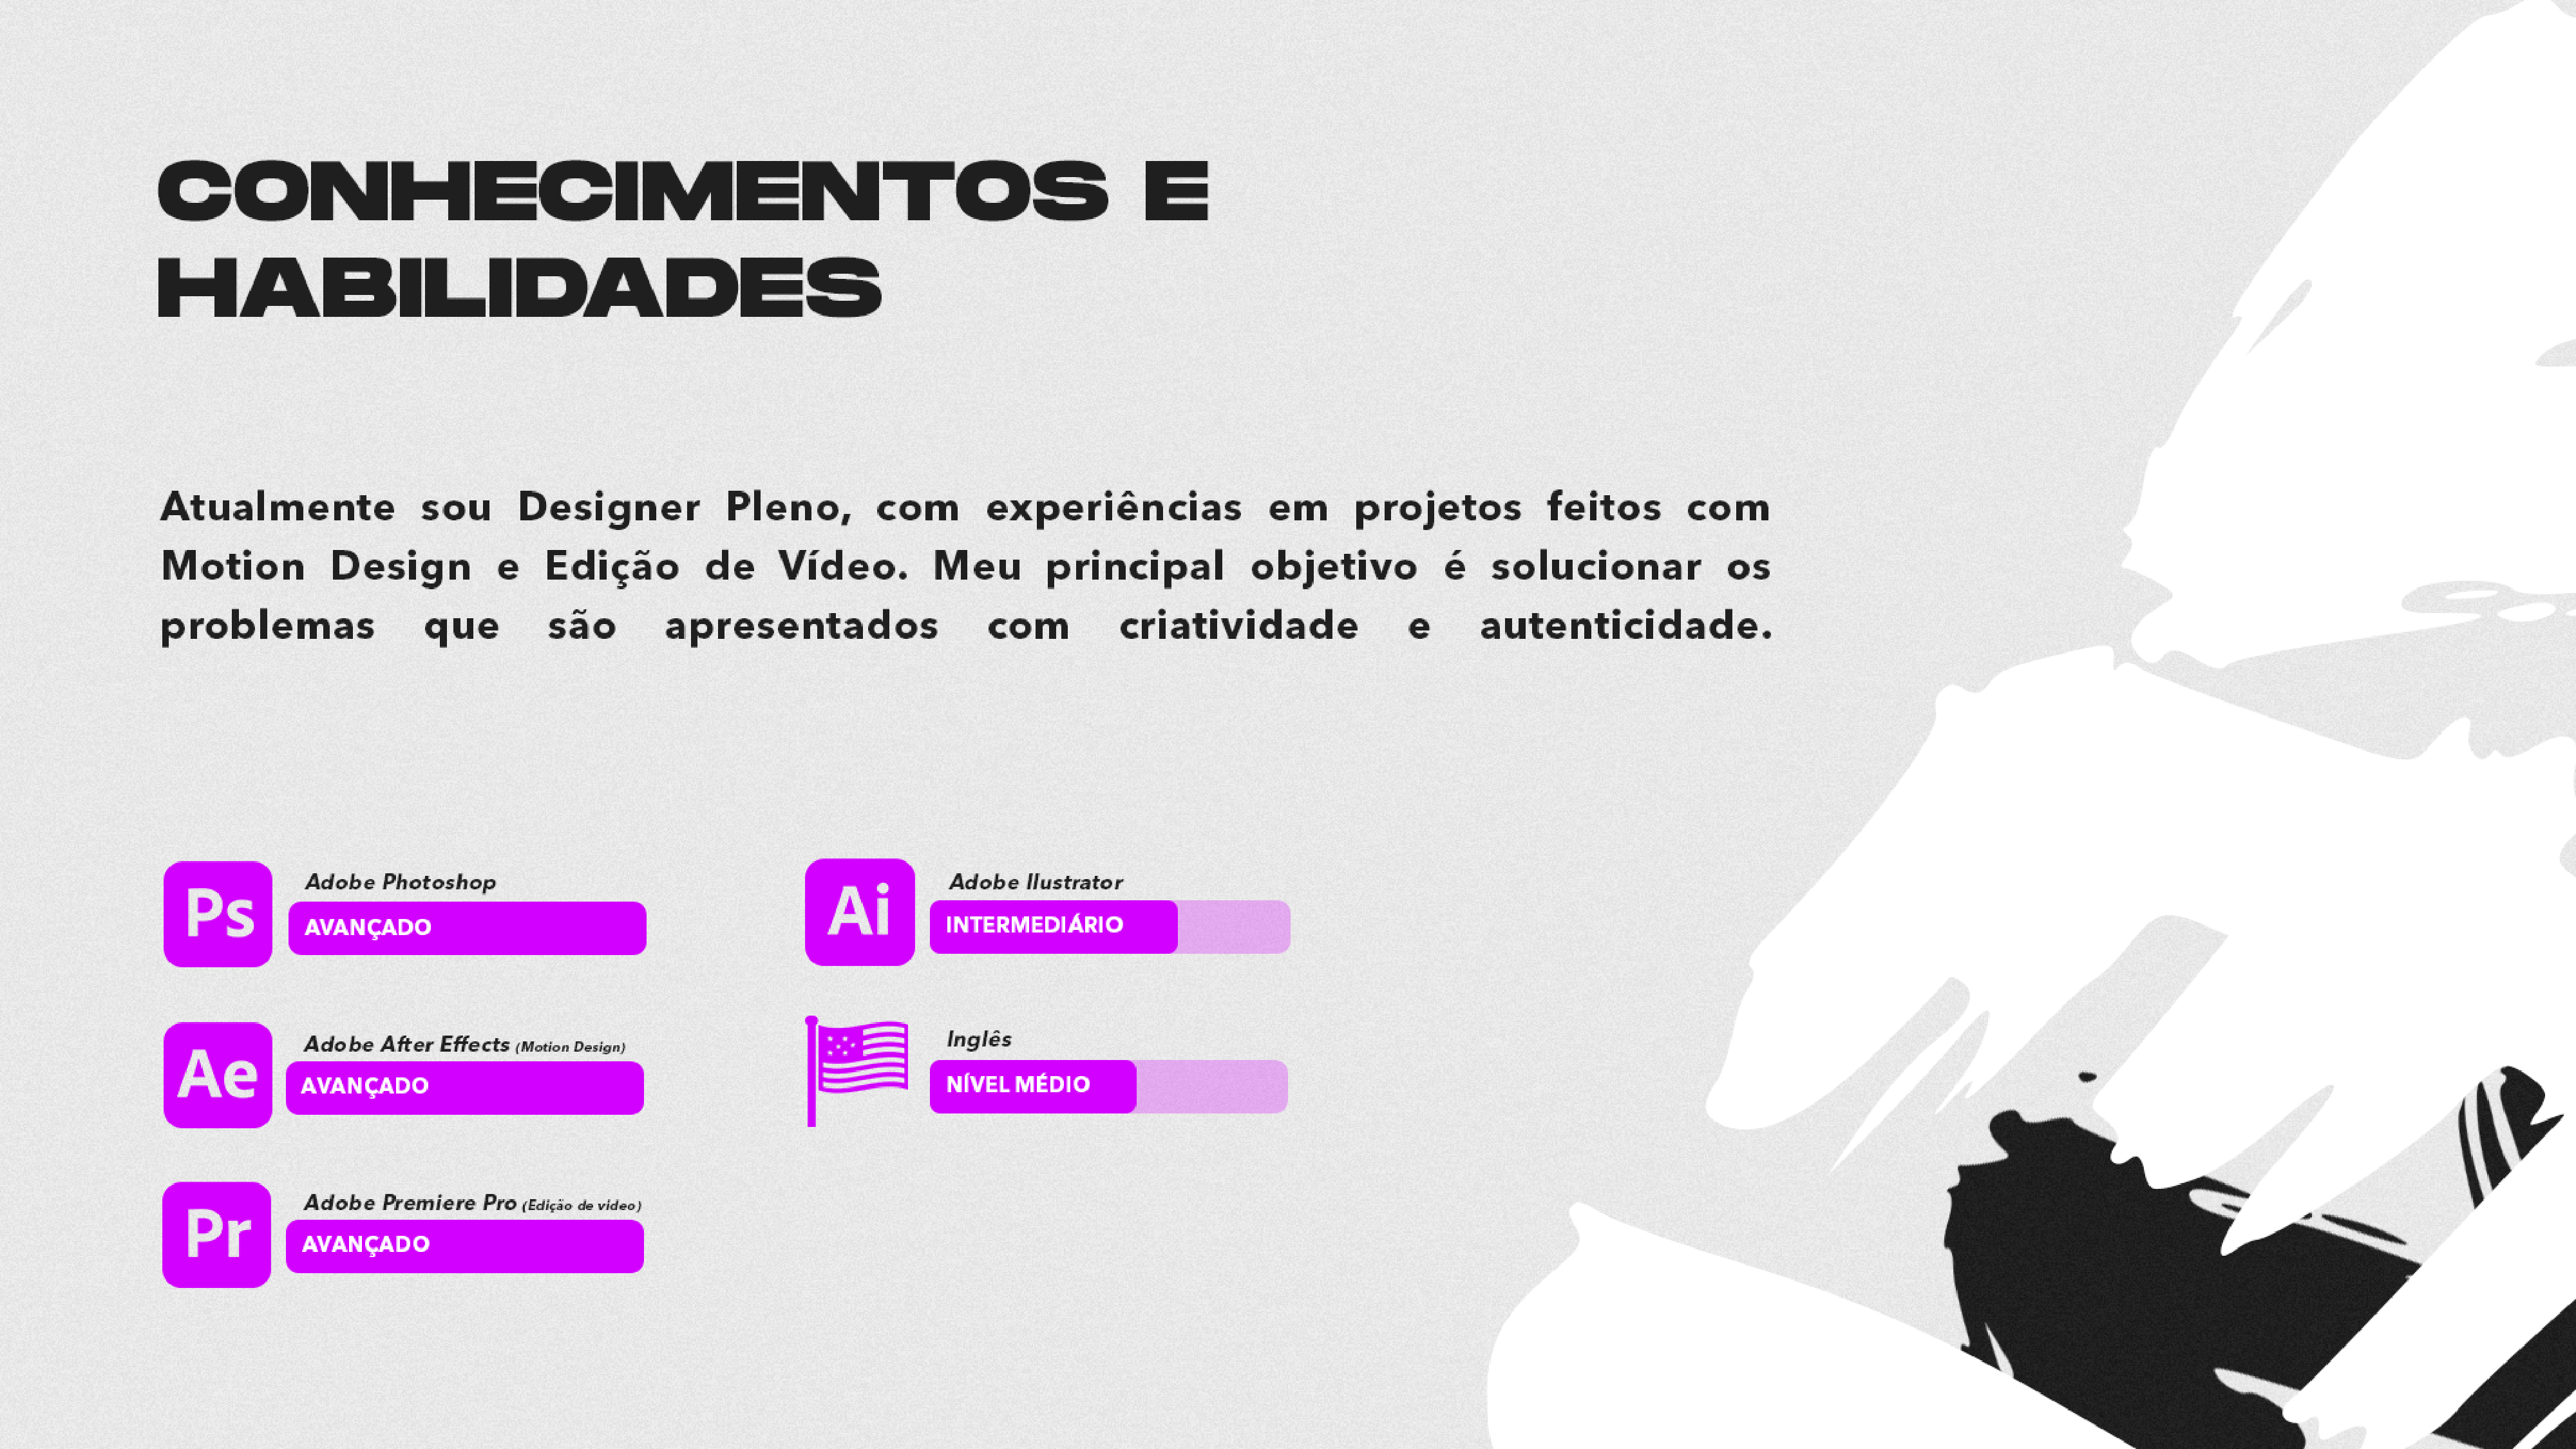 CONHECIMENTOS E
HABILIDADES
Atualmente sou Designer Pleno, com experiências em projetos feitos com
Motion Design e Edição de Vídeo. Meu principal objetivo é solucionar os
problemas que são apresentados com criatividade e autenticidade.
Ps
Adobe Photoshop
AVANÇADO
Ae
Adobe After Effects (Motion Design)
AVANÇADO
Pr
Adobe Premiere Pro (Edição de vídeo)
AVANÇADO
Ai
Adobe Ilustrator
INTERMEDIÁRIO
Inglês
NÍVEL MÉDIO